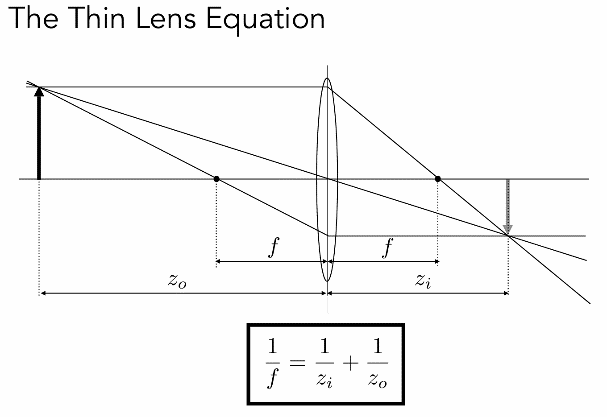 The Thin Lens Equation
f f
z_o z_i
1/f = 1/z_i + 1/z_o